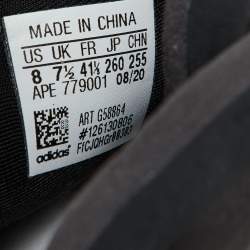 MADE IN CHINA
US UK FR JP CHN
8 7½ 41⅓ 260 255
APE 779001 08/20
ART G58864
#126130806
adidas